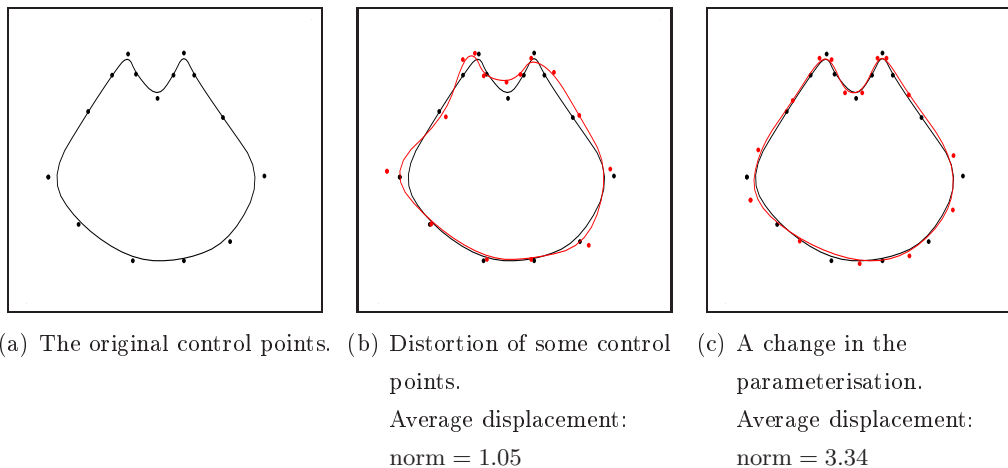 (a) The original control points.
(b) Distortion of some control
points.
Average displacement:
norm = 1.05
(c) A change in the
parameterisation.
Average displacement:
norm = 3.34